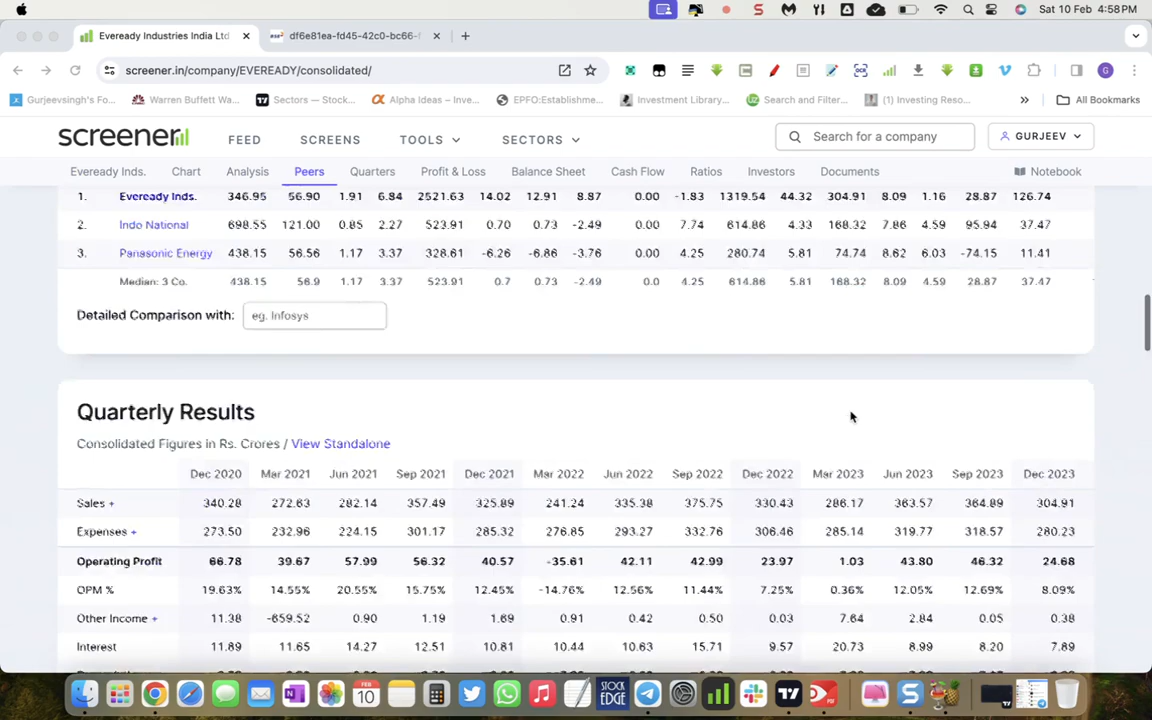 Sat 10 Feb 4:58PM
Eveready Industries India Ltd
df6e81ea-fd45-42c0-bc66-f
screener.in/company/EVEREADY/consolidated/
Gurjeevsingh's Fo...
Warren Buffett Wa...
Sectors — Stock...
Alpha Ideas – Inve...
EPFO:Establishme...
Investment Library...
Search and Filter...
(1) Investing Reso...
All Bookmarks
screener
FEED
SCREENS
TOOLS
SECTORS
Search for a company
GURJEEV
Eveready Inds.
Chart
Analysis
Peers
Quarters
Profit & Loss
Balance Sheet
Cash Flow
Ratios
Investors
Documents
Notebook
1. Eveready Inds. 346.95 56.90 1.91 6.84 2521.63 14.02 12.91 8.87 0.00 -1.83 1319.54 44.32 304.91 8.09 1.16 28.87 126.74
2. Indo National 698.55 121.00 0.85 2.27 523.91 0.70 0.73 -2.49 0.00 7.74 614.86 4.33 168.32 7.86 4.59 95.94 37.47
3. Panasonic Energy 438.15 56.56 1.17 3.37 328.61 -6.26 -6.86 -3.76 0.00 4.25 280.74 5.81 74.74 8.62 6.03 -74.15 11.41
Median: 3 Co. 438.15 56.9 1.17 3.37 523.91 0.7 0.73 -2.49 0.0 4.25 614.86 5.81 168.32 8.09 4.59 28.87 37.47
Detailed Comparison with: eg. Infosys
Quarterly Results
Consolidated Figures in Rs. Crores / View Standalone
Dec 2020 Mar 2021 Jun 2021 Sep 2021 Dec 2021 Mar 2022 Jun 2022 Sep 2022 Dec 2022 Mar 2023 Jun 2023 Sep 2023 Dec 2023
Sales + 340.28 272.63 282.14 357.49 325.89 241.24 335.38 375.75 330.43 286.17 363.57 364.89 304.91
Expenses + 273.50 232.96 224.15 301.17 285.32 276.85 293.27 332.76 306.46 285.14 319.77 318.57 280.23
Operating Profit 66.78 39.67 57.99 56.32 40.57 -35.61 42.11 42.99 23.97 1.03 43.80 46.32 24.68
OPM % 19.63% 14.55% 20.55% 15.75% 12.45% -14.76% 12.56% 11.44% 7.25% 0.36% 12.05% 12.69% 8.09%
Other Income + 11.38 -659.52 0.90 1.19 1.69 0.91 0.42 0.50 0.03 7.64 2.84 0.05 0.38
Interest 11.89 11.65 14.27 12.51 10.81 10.44 10.63 15.71 9.57 20.73 8.99 8.20 7.89
FEB
10
STOCK
EDGE